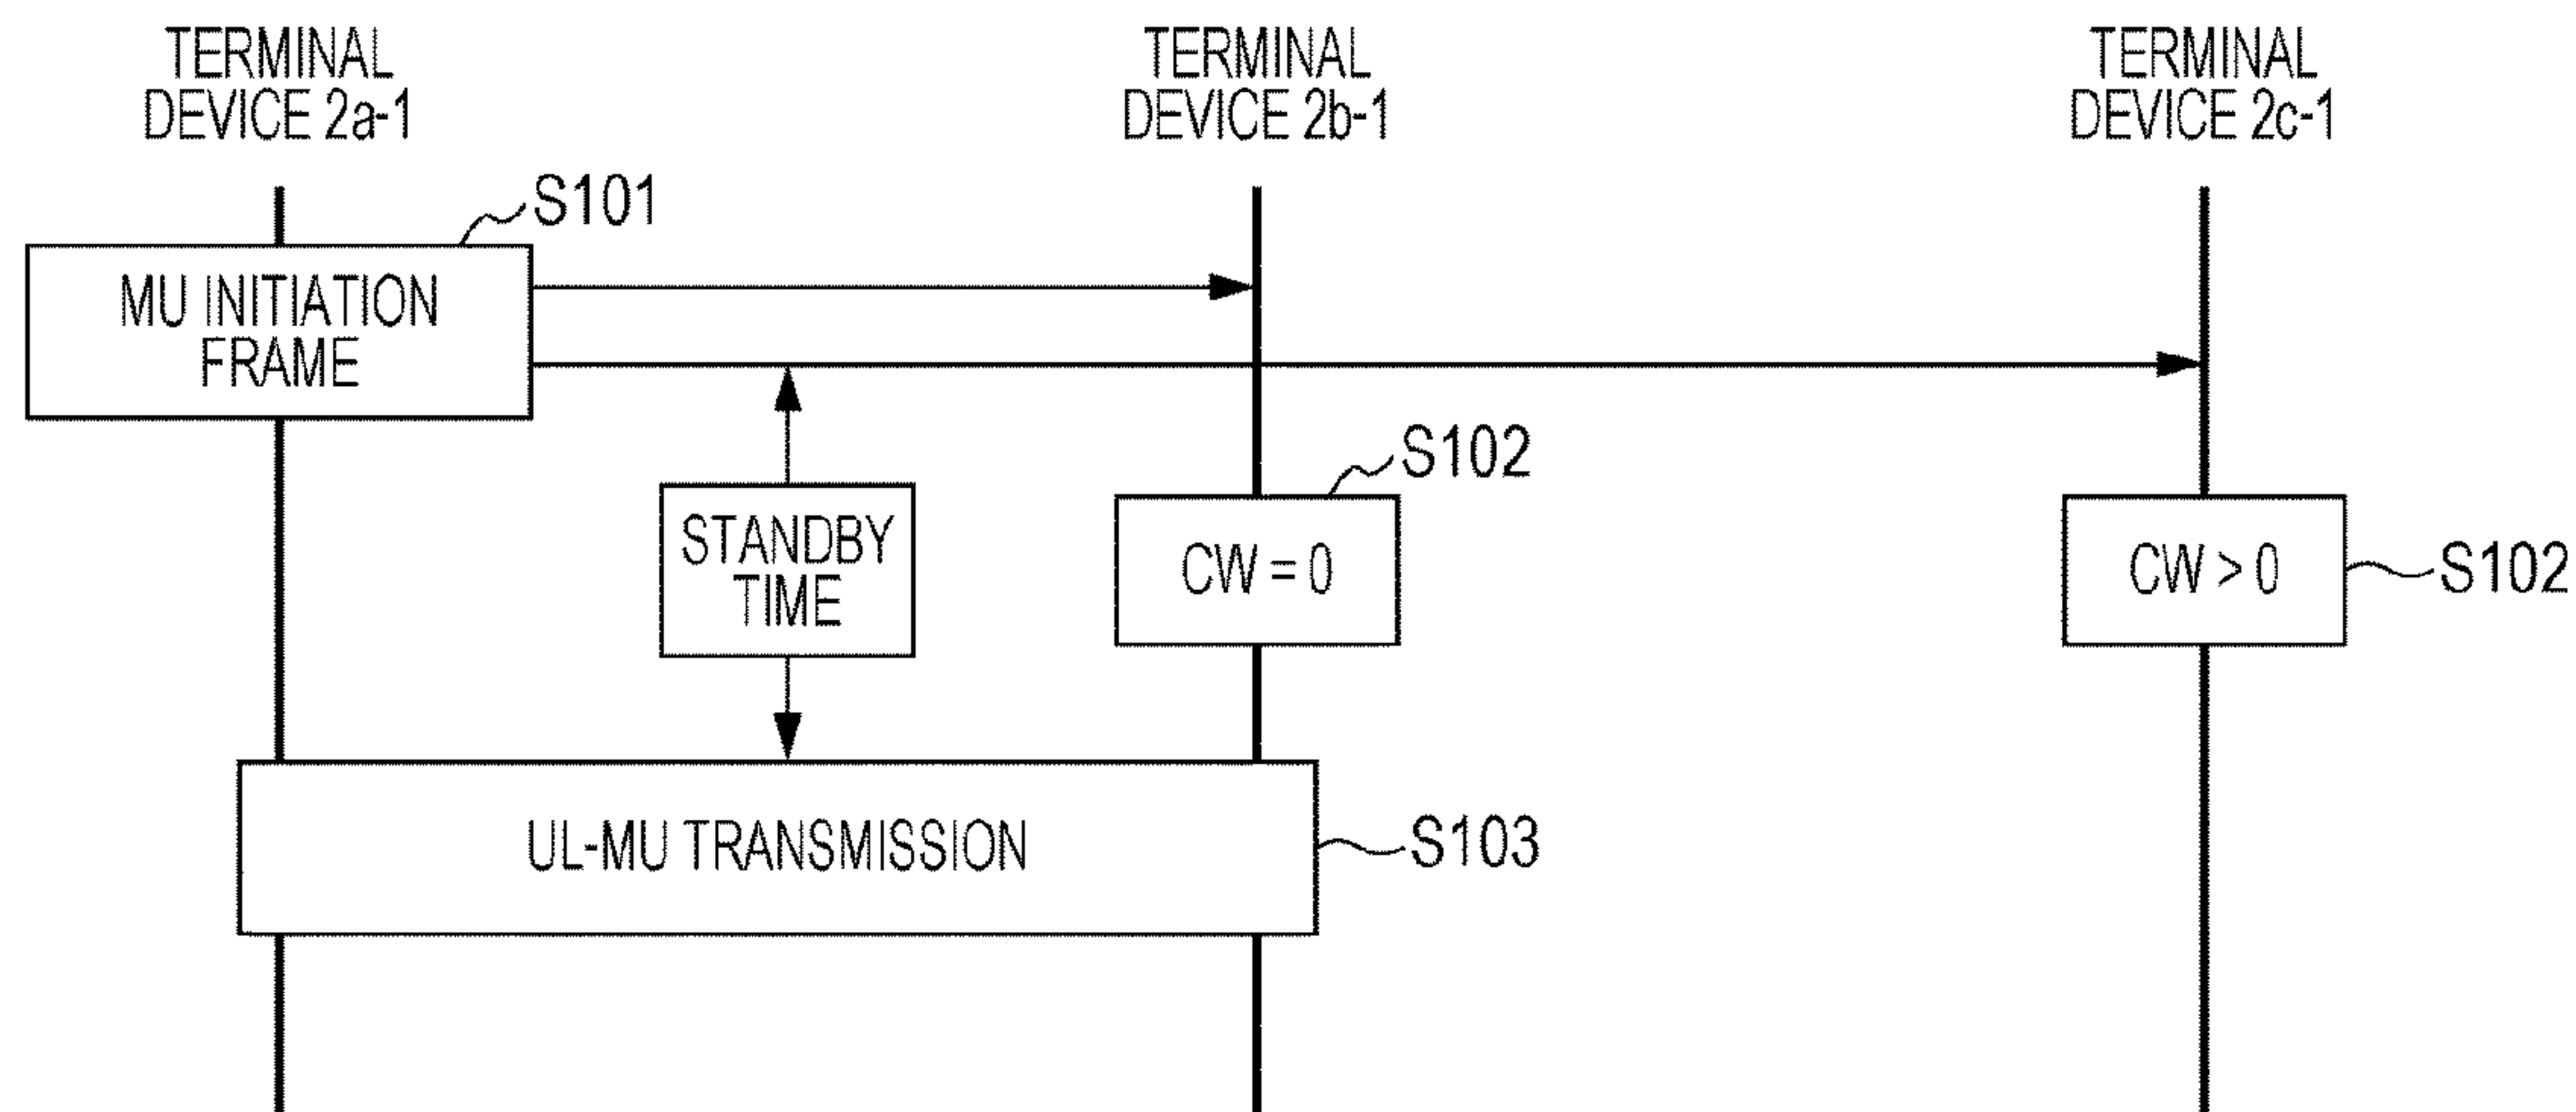 TERMINAL
DEVICE 2a-1
TERMINAL
DEVICE 2b-1
TERMINAL
DEVICE 2c-1
S101
MU INITIATION
FRAME
S102
STANDBY
TIME
CW = 0
CW > 0
S102
UL-MU TRANSMISSION
S103